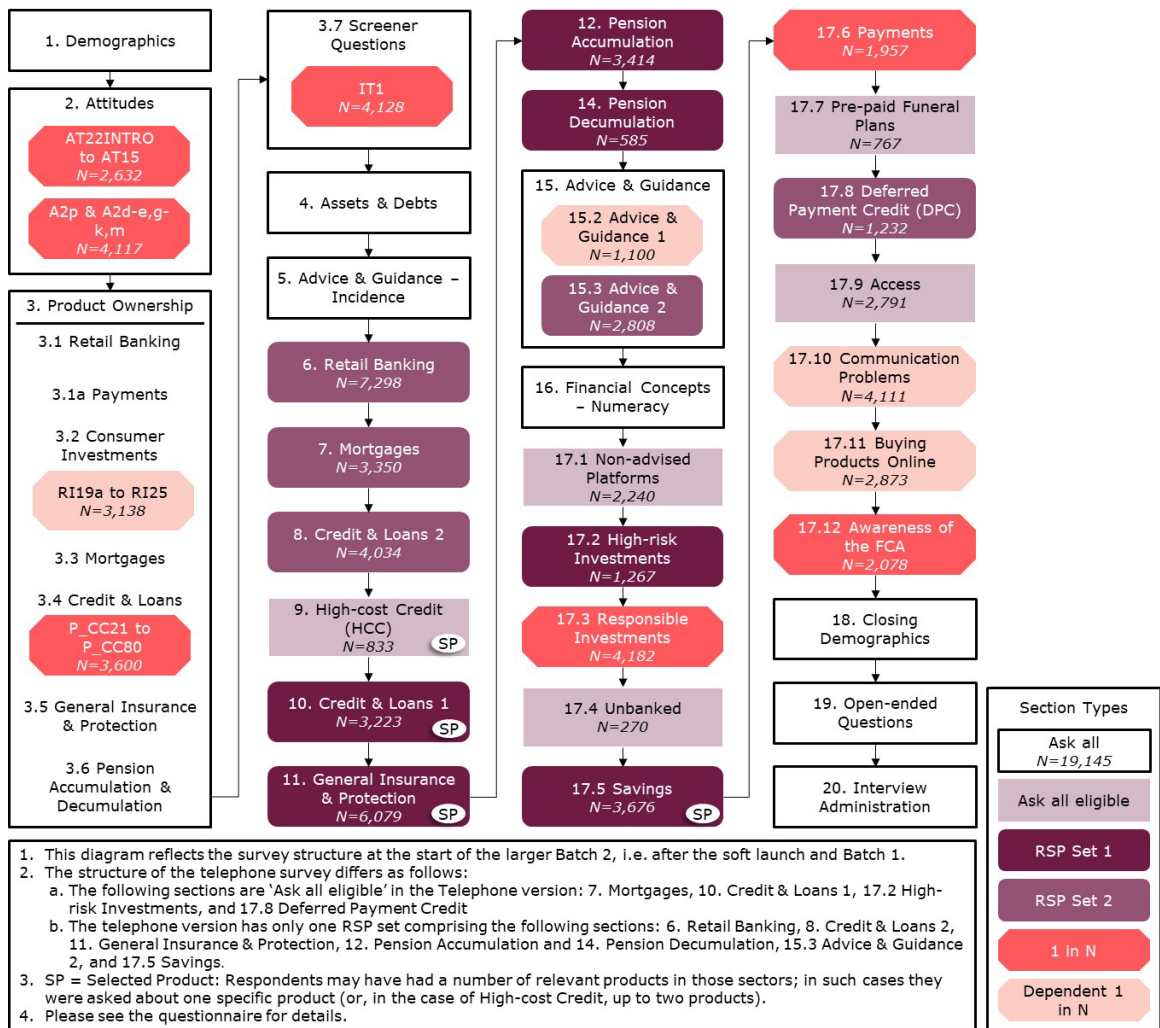 1. Demographics
2. Attitudes
AT22INTRO
to AT15
N=2,632
A2p & A2d-e,g-
k,m
N=4,117
3. Product Ownership
3.1 Retail Banking
3.1a Payments
3.2 Consumer
Investments
RI19a to RI25
N=3,138
3.3 Mortgages
3.4 Credit & Loans
P_CC21 to
P_CC80
N=3,600
3.5 General Insurance
& Protection
3.6 Pension
Accumulation &
Decumulation
3.7 Screener
Questions
IT1
N=4,128
4. Assets & Debts
5. Advice & Guidance –
Incidence
6. Retail Banking
N=7,298
7. Mortgages
N=3,350
8. Credit & Loans 2
N=4,034
9. High-cost Credit
(HCC)
N=833
SP
10. Credit & Loans 1
N=3,223
SP
11. General Insurance
& Protection
N=6,079
SP
12. Pension
Accumulation
N=3,414
14. Pension
Decumulation
N=585
15. Advice & Guidance
15.2 Advice &
Guidance 1
N=1,100
15.3 Advice &
Guidance 2
N=2,808
16. Financial Concepts
– Numeracy
17.1 Non-advised
Platforms
N=2,240
17.2 High-risk
Investments
N=1,267
17.3 Responsible
Investments
N=4,182
17.4 Unbanked
N=270
17.5 Savings
N=3,676
SP
17.6 Payments
N=1,957
17.7 Pre-paid Funeral
Plans
N=767
17.8 Deferred
Payment Credit (DPC)
N=1,232
17.9 Access
N=2,791
17.10 Communication
Problems
N=4,111
17.11 Buying
Products Online
N=2,873
17.12 Awareness of
the FCA
N=2,078
18. Closing
Demographics
19. Open-ended
Questions
20. Interview
Administration
Section Types
Ask all
N=19,145
Ask all eligible
RSP Set 1
RSP Set 2
1 in N
Dependent 1
in N
1. This diagram reflects the survey structure at the start of the larger Batch 2, i.e. after the soft launch and Batch 1.
2. The structure of the telephone survey differs as follows:
a. The following sections are ‘Ask all eligible’ in the Telephone version: 7. Mortgages, 10. Credit & Loans 1, 17.2 High-
risk Investments, and 17.8 Deferred Payment Credit
b. The telephone version has only one RSP set comprising the following sections: 6. Retail Banking, 8. Credit & Loans 2,
11. General Insurance & Protection, 12. Pension Accumulation and 14. Pension Decumulation, 15.3 Advice & Guidance
2, and 17.5 Savings.
3. SP = Selected Product: Respondents may have had a number of relevant products in those sectors; in such cases they
were asked about one specific product (or, in the case of High-cost Credit, up to two products).
4. Please see the questionnaire for details.